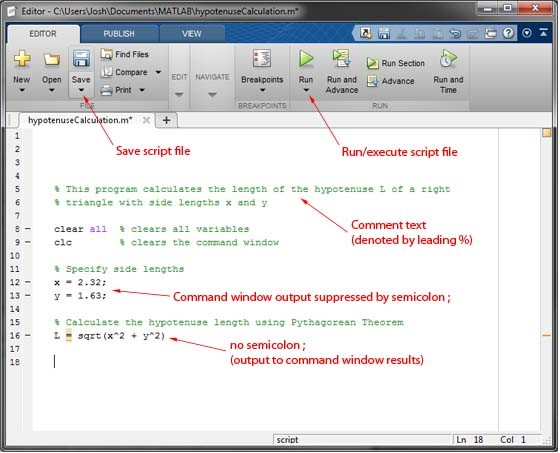 Editor - C:\Users\Josh\Documents\MATLAB\hypotenuseCalculation.m*
EDITOR PUBLISH VIEW
New Open Save Find Files Compare Print EDIT NAVIGATE Breakpoints Run Run and Advance Run Section Advance Run and Time
FILE BREAKPOINTS RUN
hypotenuseCalculation.m*
Save script file
Run/execute script file
1
2
3
4
5 % This program calculates the length of the hypotenuse L of a right
6 % triangle with side lengths x and y
Comment text
(denoted by leading %)
7
8 clear all % clears all variables
9 clc % clears the command window
10
11 % Specify side lengths
12 x = 2.32;
13 y = 1.63;
Command window output suppressed by semicolon ;
14
15 % Calculate the hypotenuse length using Pythagorean Theorem
16 L = sqrt(x^2 + y^2)
no semicolon ;
(output to command window results)
17
18
script Ln 18 Col 1